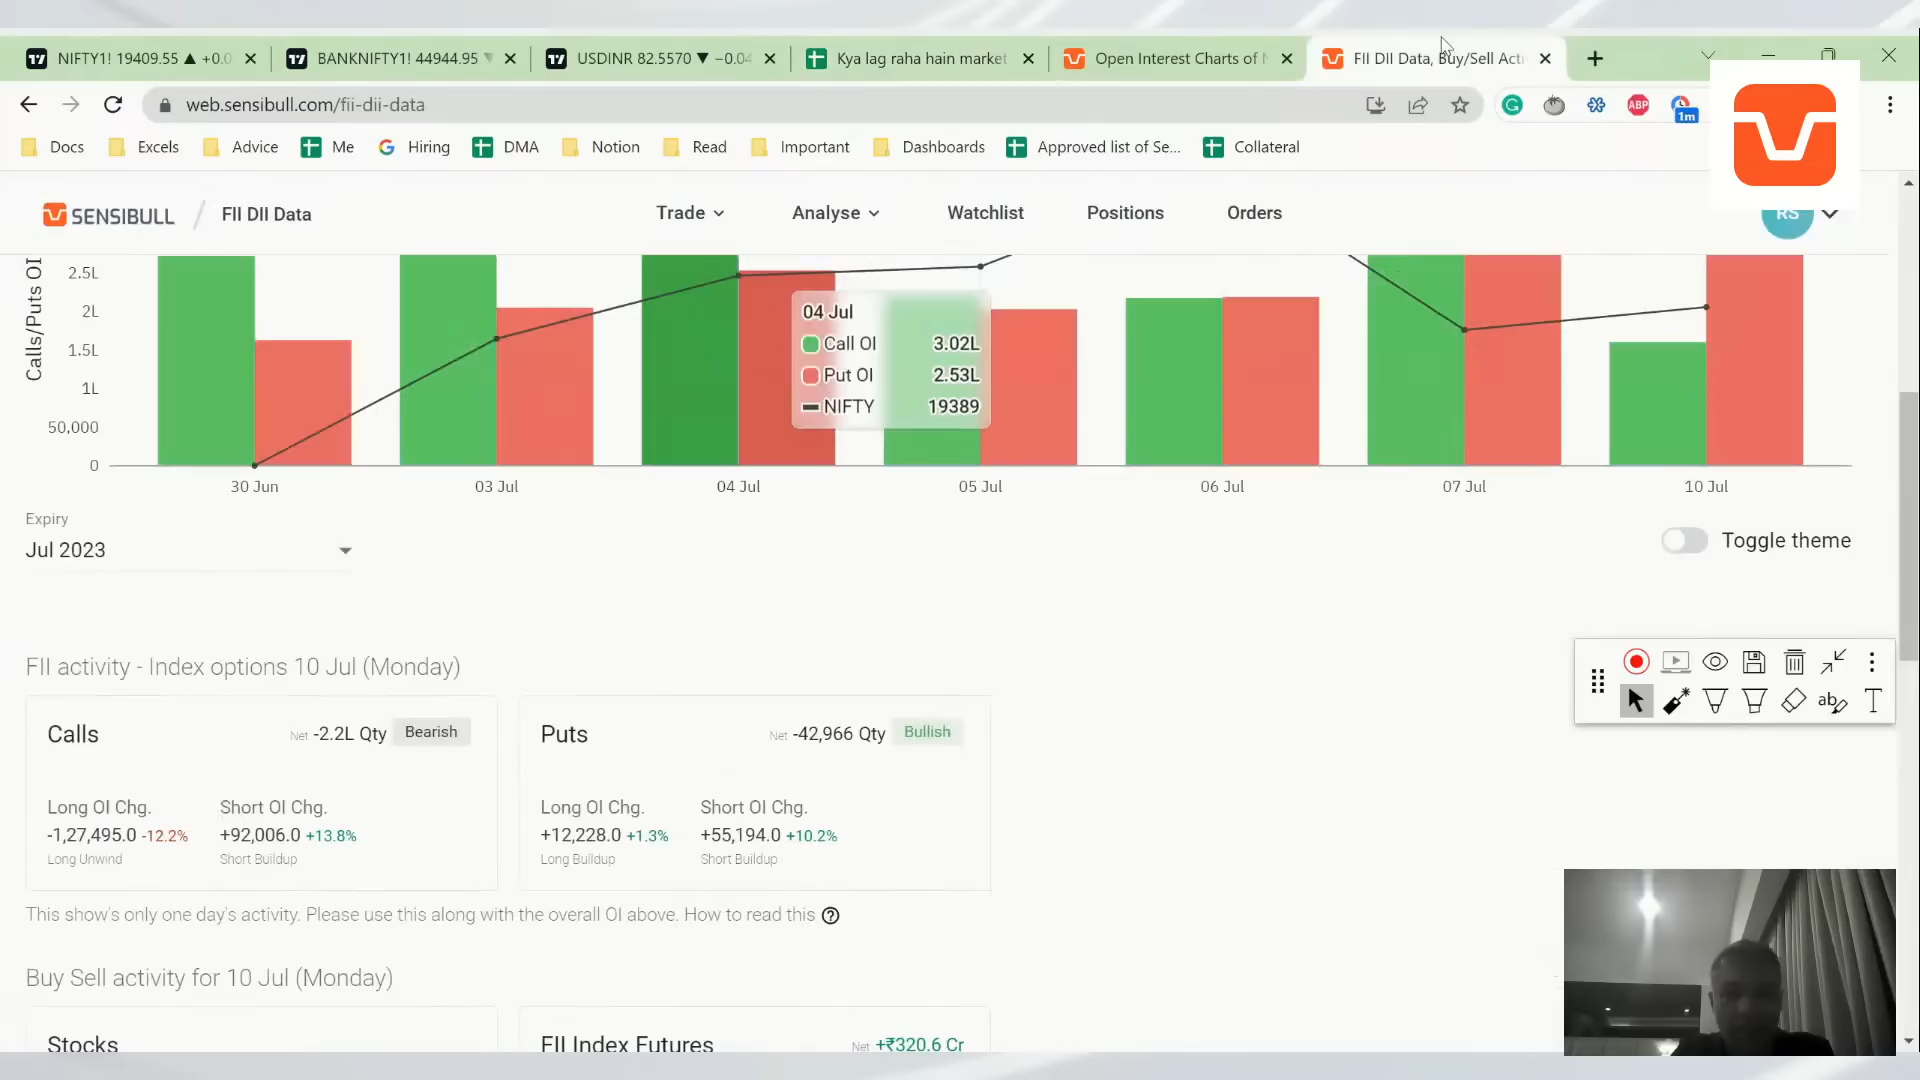 NIFTY1! 19409.55 ▲ +0.0
BANKNIFTY1! 44944.95 ▼
USDINR 82.5570 ▼ −0.04
Kya lag raha hain market
Open Interest Charts of N
FII DII Data, Buy/Sell Acti
web.sensibull.com/fii-dii-data
ABP
1m
Docs
Excels
Advice
Me
Hiring
DMA
Notion
Read
Important
Dashboards
Approved list of Se...
Collateral
SENSIBULL / FII DII Data
Trade
Analyse
Watchlist
Positions
Orders
RS
Calls/Puts OI
2.5L
2L
1.5L
1L
50,000
0
04 Jul
Call OI 3.02L
Put OI 2.53L
NIFTY 19389
30 Jun
03 Jul
04 Jul
05 Jul
06 Jul
07 Jul
10 Jul
Expiry
Jul 2023
Toggle theme
FII activity - Index options 10 Jul (Monday)
Calls
Net -2.2L Qty
Bearish
Long OI Chg.
-1,27,495.0 -12.2%
Long Unwind
Short OI Chg.
+92,006.0 +13.8%
Short Buildup
Puts
Net -42,966 Qty
Bullish
Long OI Chg.
+12,228.0 +1.3%
Long Buildup
Short OI Chg.
+55,194.0 +10.2%
Short Buildup
This show's only one day's activity. Please use this along with the overall OI above. How to read this
Buy Sell activity for 10 Jul (Monday)
Stocks
FII Index Futures
Net +₹320.6 Cr
ab
T